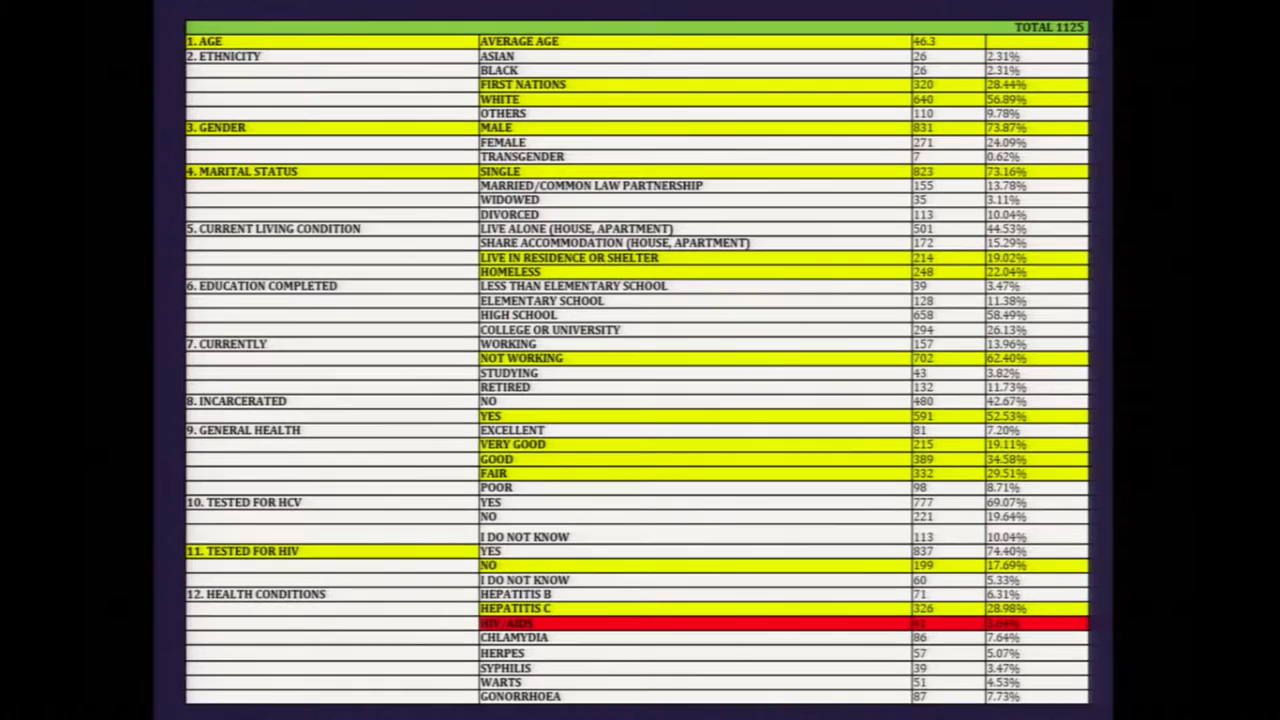 TOTAL 1125
1. AGE AVERAGE AGE 46.3
2. ETHNICITY ASIAN 26 2.31%
BLACK 26 2.31%
FIRST NATIONS 320 28.44%
WHITE 640 56.89%
OTHERS 110 9.78%
3. GENDER MALE 831 73.87%
FEMALE 271 24.09%
TRANSGENDER 7 0.62%
4. MARITAL STATUS SINGLE 823 73.16%
MARRIED/COMMON LAW PARTNERSHIP 155 13.78%
WIDOWED 35 3.11%
DIVORCED 113 10.04%
5. CURRENT LIVING CONDITION LIVE ALONE (HOUSE, APARTMENT) 501 44.53%
SHARE ACCOMMODATION (HOUSE, APARTMENT) 172 15.29%
LIVE IN RESIDENCE OR SHELTER 214 19.02%
HOMELESS 248 22.04%
6. EDUCATION COMPLETED LESS THAN ELEMENTARY SCHOOL 39 3.47%
ELEMENTARY SCHOOL 128 11.38%
HIGH SCHOOL 658 58.49%
COLLEGE OR UNIVERSITY 294 26.13%
7. CURRENTLY WORKING 157 13.96%
NOT WORKING 702 62.40%
STUDYING 43 3.82%
RETIRED 132 11.73%
8. INCARCERATED NO 480 42.67%
YES 591 52.53%
9. GENERAL HEALTH EXCELLENT 81 7.20%
VERY GOOD 215 19.11%
GOOD 389 34.58%
FAIR 332 29.51%
POOR 98 8.71%
10. TESTED FOR HCV YES 777 69.07%
NO 221 19.64%
I DO NOT KNOW 113 10.04%
11. TESTED FOR HIV YES 837 74.40%
NO 199 17.69%
I DO NOT KNOW 60 5.33%
12. HEALTH CONDITIONS HEPATITIS B 71 6.31%
HEPATITIS C 326 28.98%
HIV/AIDS 41 3.64%
CHLAMYDIA 86 7.64%
HERPES 57 5.07%
SYPHILIS 39 3.47%
WARTS 51 4.53%
GONORRHOEA 87 7.73%